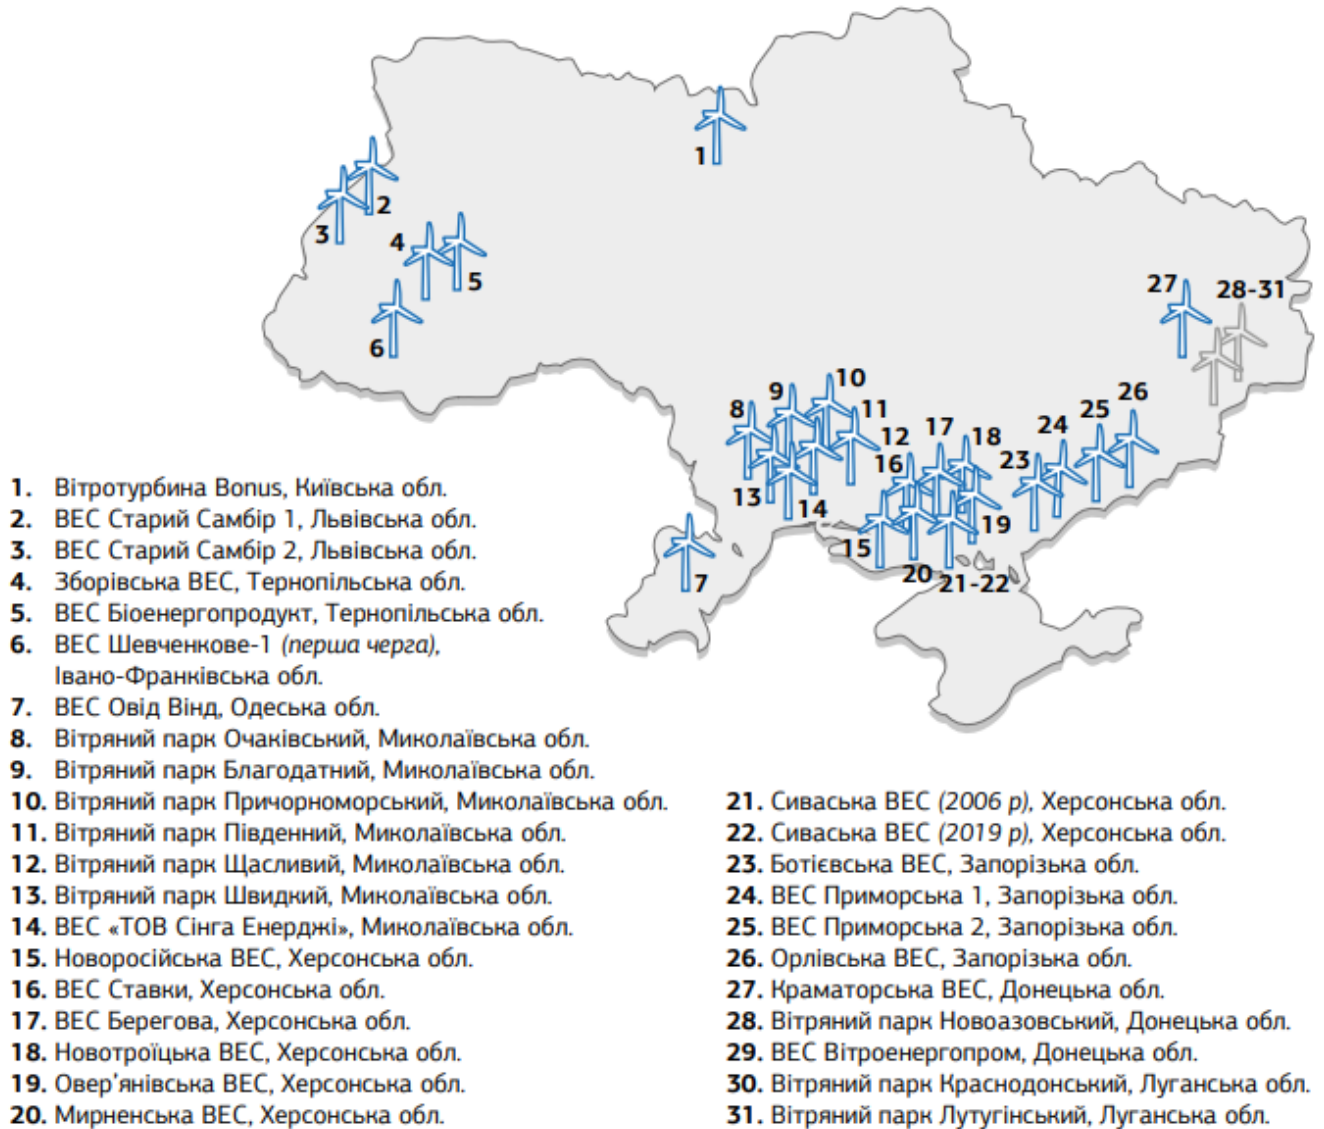 1
2
3
4
5
6
27
28-31
10
9
8
11
26
25
24
17
18
12
16
23
13
14
15
19
7
20
21-22
1. Вітротурбина Bonus, Київська обл.
2. ВЕС Старий Самбір 1, Львівська обл.
3. ВЕС Старий Самбір 2, Львівська обл.
4. Зборівська ВЕС, Тернопільська обл.
5. ВЕС Біоенергопродукт, Тернопільська обл.
6. ВЕС Шевченкове-1 (перша черга),
Івано-Франківська обл.
7. ВЕС Овід Вінд, Одеська обл.
8. Вітряний парк Очаківський, Миколаївська обл.
9. Вітряний парк Благодатний, Миколаївська обл.
10. Вітряний парк Причорноморський, Миколаївська обл.
11. Вітряний парк Південний, Миколаївська обл.
12. Вітряний парк Щасливий, Миколаївська обл.
13. Вітряний парк Швидкий, Миколаївська обл.
14. ВЕС «ТОВ Сінга Енерджі», Миколаївська обл.
15. Новоросійська ВЕС, Херсонська обл.
16. ВЕС Ставки, Херсонська обл.
17. ВЕС Берегова, Херсонська обл.
18. Новотроїцька ВЕС, Херсонська обл.
19. Овер’янівська ВЕС, Херсонська обл.
20. Мирненська ВЕС, Херсонська обл.
21. Сиваська ВЕС (2006 р), Херсонська обл.
22. Сиваська ВЕС (2019 р), Херсонська обл.
23. Ботієвська ВЕС, Запорізька обл.
24. ВЕС Приморська 1, Запорізька обл.
25. ВЕС Приморська 2, Запорізька обл.
26. Орлівська ВЕС, Запорізька обл.
27. Краматорська ВЕС, Донецька обл.
28. Вітряний парк Новоазовський, Донецька обл.
29. ВЕС Вітроенергопром, Донецька обл.
30. Вітряний парк Краснодонський, Луганська обл.
31. Вітряний парк Лутугінський, Луганська обл.